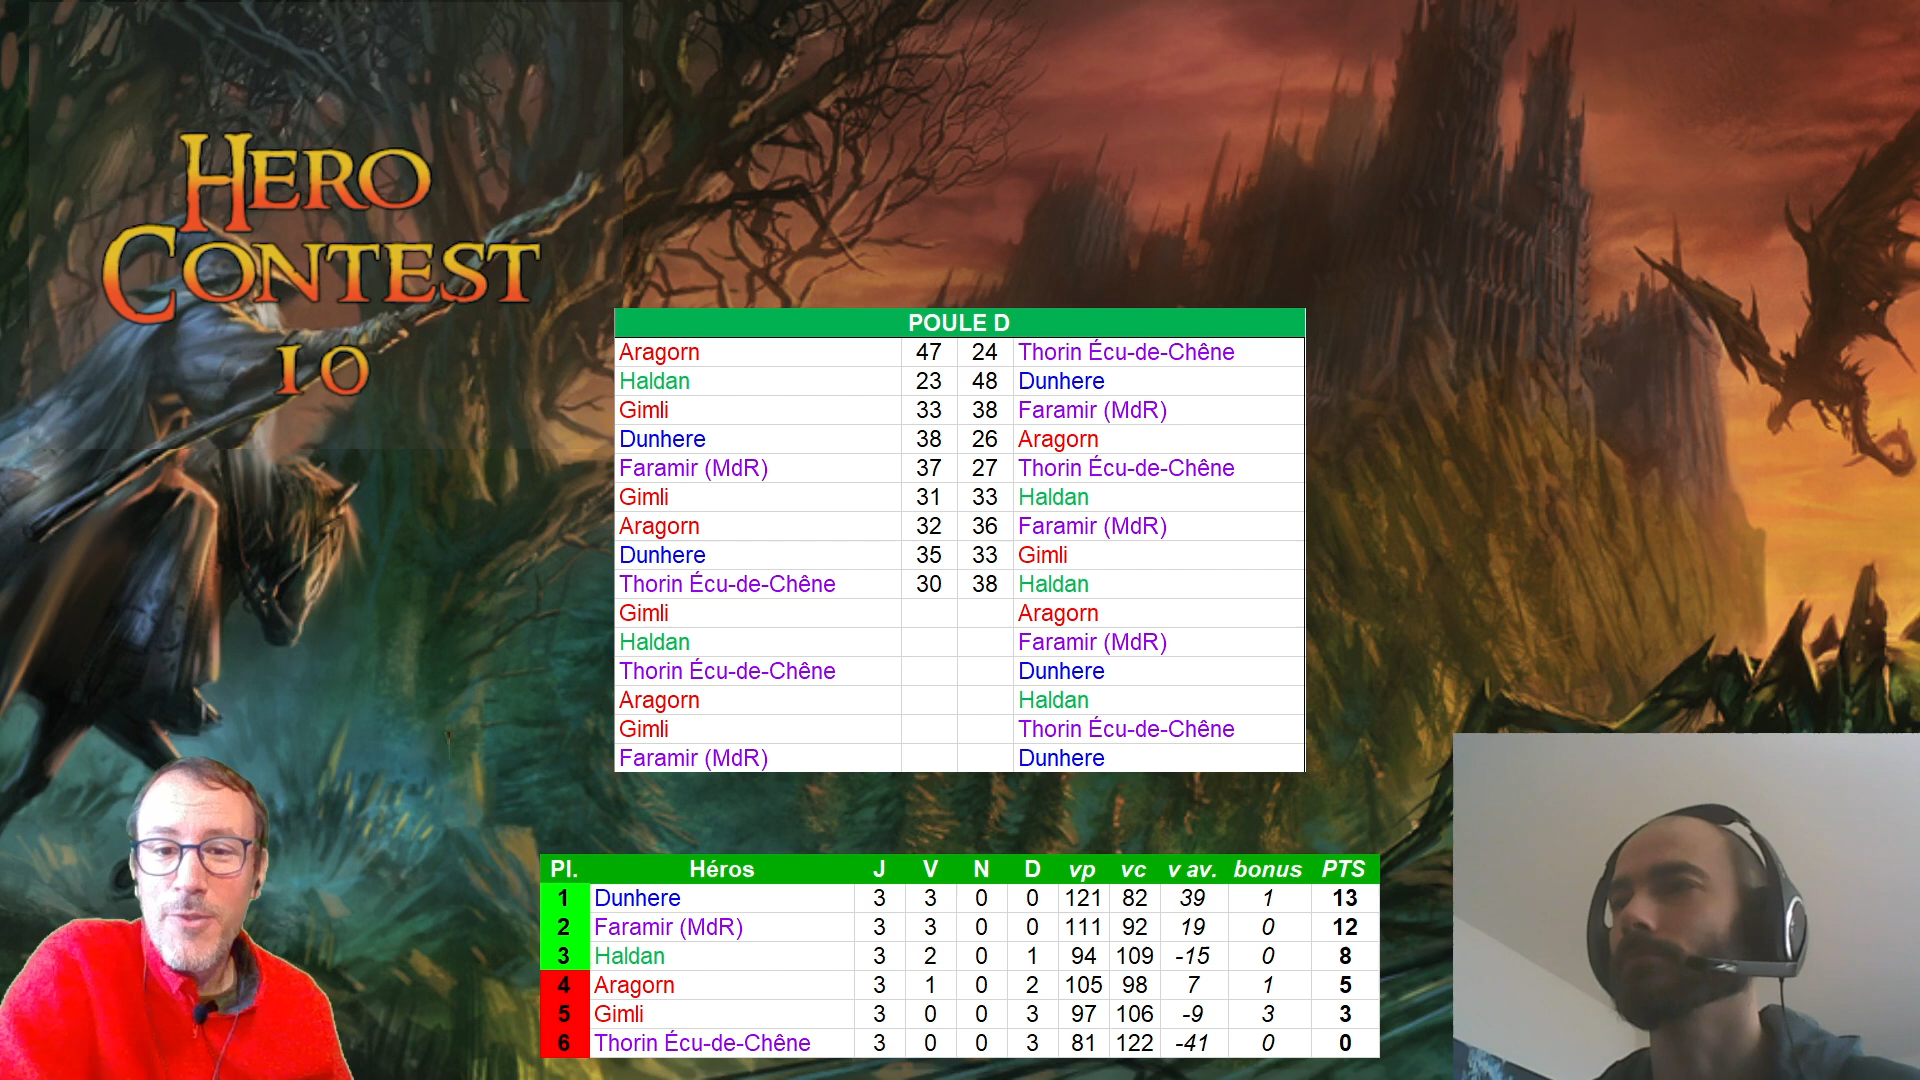 HERO
CONTEST
10
POULE D
Aragorn 47 24 Thorin Écu-de-Chêne
Haldan 23 48 Dunhere
Gimli 33 38 Faramir (MdR)
Dunhere 38 26 Aragorn
Faramir (MdR) 37 27 Thorin Écu-de-Chêne
Gimli 31 33 Haldan
Aragorn 32 36 Faramir (MdR)
Dunhere 35 33 Gimli
Thorin Écu-de-Chêne 30 38 Haldan
Gimli Aragorn
Haldan Faramir (MdR)
Thorin Écu-de-Chêne Dunhere
Aragorn Haldan
Gimli Thorin Écu-de-Chêne
Faramir (MdR) Dunhere
Pl. Héros J V N D vp vc v av. bonus PTS
1 Dunhere 3 3 0 0 121 82 39 1 13
2 Faramir (MdR) 3 3 0 0 111 92 19 0 12
3 Haldan 3 2 0 1 94 109 -15 0 8
4 Aragorn 3 1 0 2 105 98 7 1 5
5 Gimli 3 0 0 3 97 106 -9 3 3
6 Thorin Écu-de-Chêne 3 0 0 3 81 122 -41 0 0